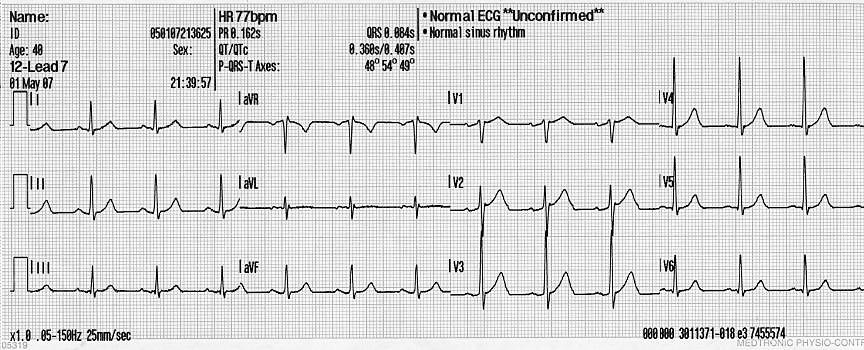 Name:
ID 050107213625
Age: 40 Sex:
12-Lead 7
01 May 07 21:39:57
HR 77bpm
PR 0.162s QRS 0.084s
QT/QTc 0.360s/0.407s
P-QRS-T Axes: 48° 54° 49°
• Normal ECG **Unconfirmed**
• Normal sinus rhythm
I aVR V1 V4
II aVL V2 V5
III aVF V3 V6
x1.0 .05-150Hz 25mm/sec 000000 3011371-018 e3 7455574
05319 MEDTRONIC PHYSIO-CONT